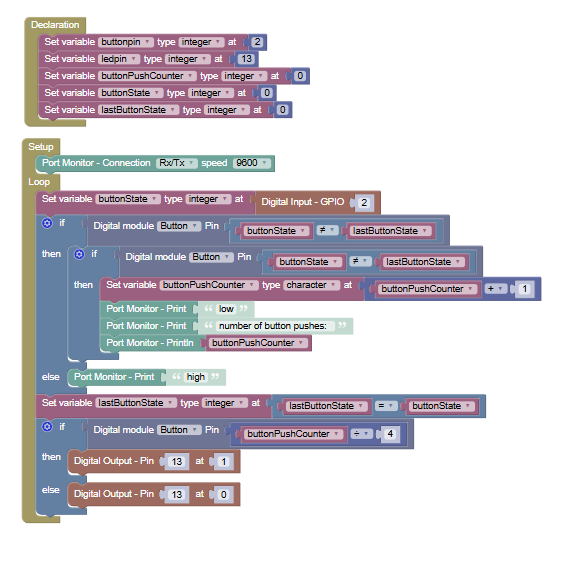 Declaration
Set variable buttonpin type integer at 2
Set variable ledpin type integer at 13
Set variable buttonPushCounter type integer at 0
Set variable buttonState type integer at 0
Set variable lastButtonState type integer at 0
Setup
Port Monitor - Connection Rx/Tx speed 9600
Loop
Set variable buttonState type integer at Digital Input - GPIO 2
if Digital module Button Pin buttonState ≠ lastButtonState
then if Digital module Button Pin buttonState ≠ lastButtonState
then Set variable buttonPushCounter type character at buttonPushCounter + 1
Port Monitor - Print “ low ”
Port Monitor - Print “ number of button pushes: ”
Port Monitor - Println buttonPushCounter
else Port Monitor - Print “ high ”
Set variable lastButtonState type integer at lastButtonState = buttonState
if Digital module Button Pin buttonPushCounter ÷ 4
then Digital Output - Pin 13 at 1
else Digital Output - Pin 13 at 0